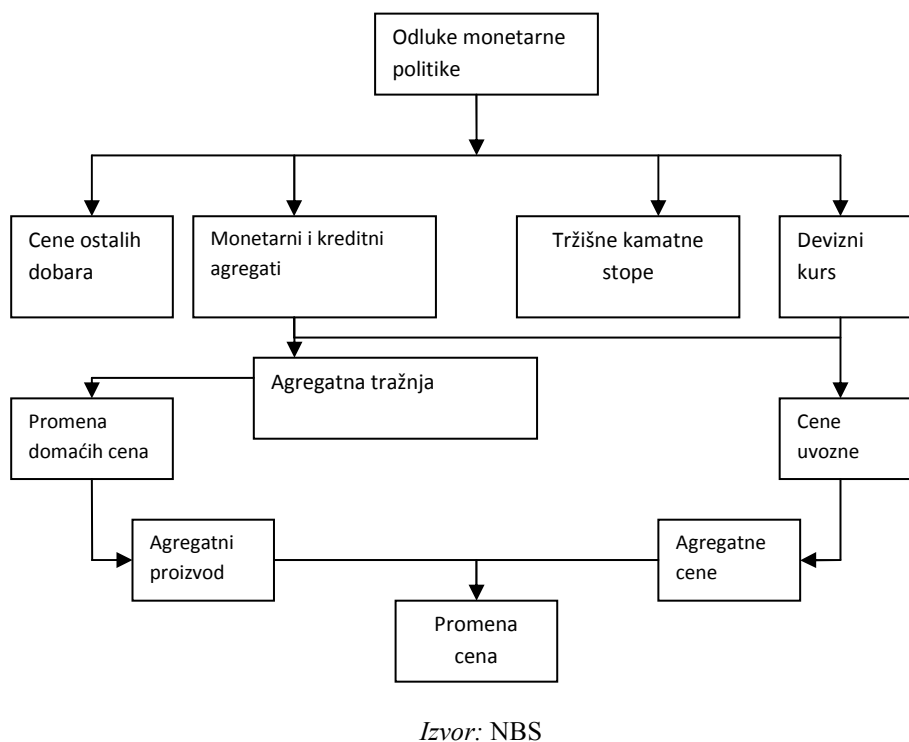 Odluke monetarne
politike
Cene ostalih
dobara
Monetarni i kreditni
agregati
Tržišne kamatne
stope
Devizni
kurs
Agregatna tražnja
Promena
domaćih cena
Cene
uvozne
Agregatni
proizvod
Agregatne
cene
Promena
cena
Izvor: NBS